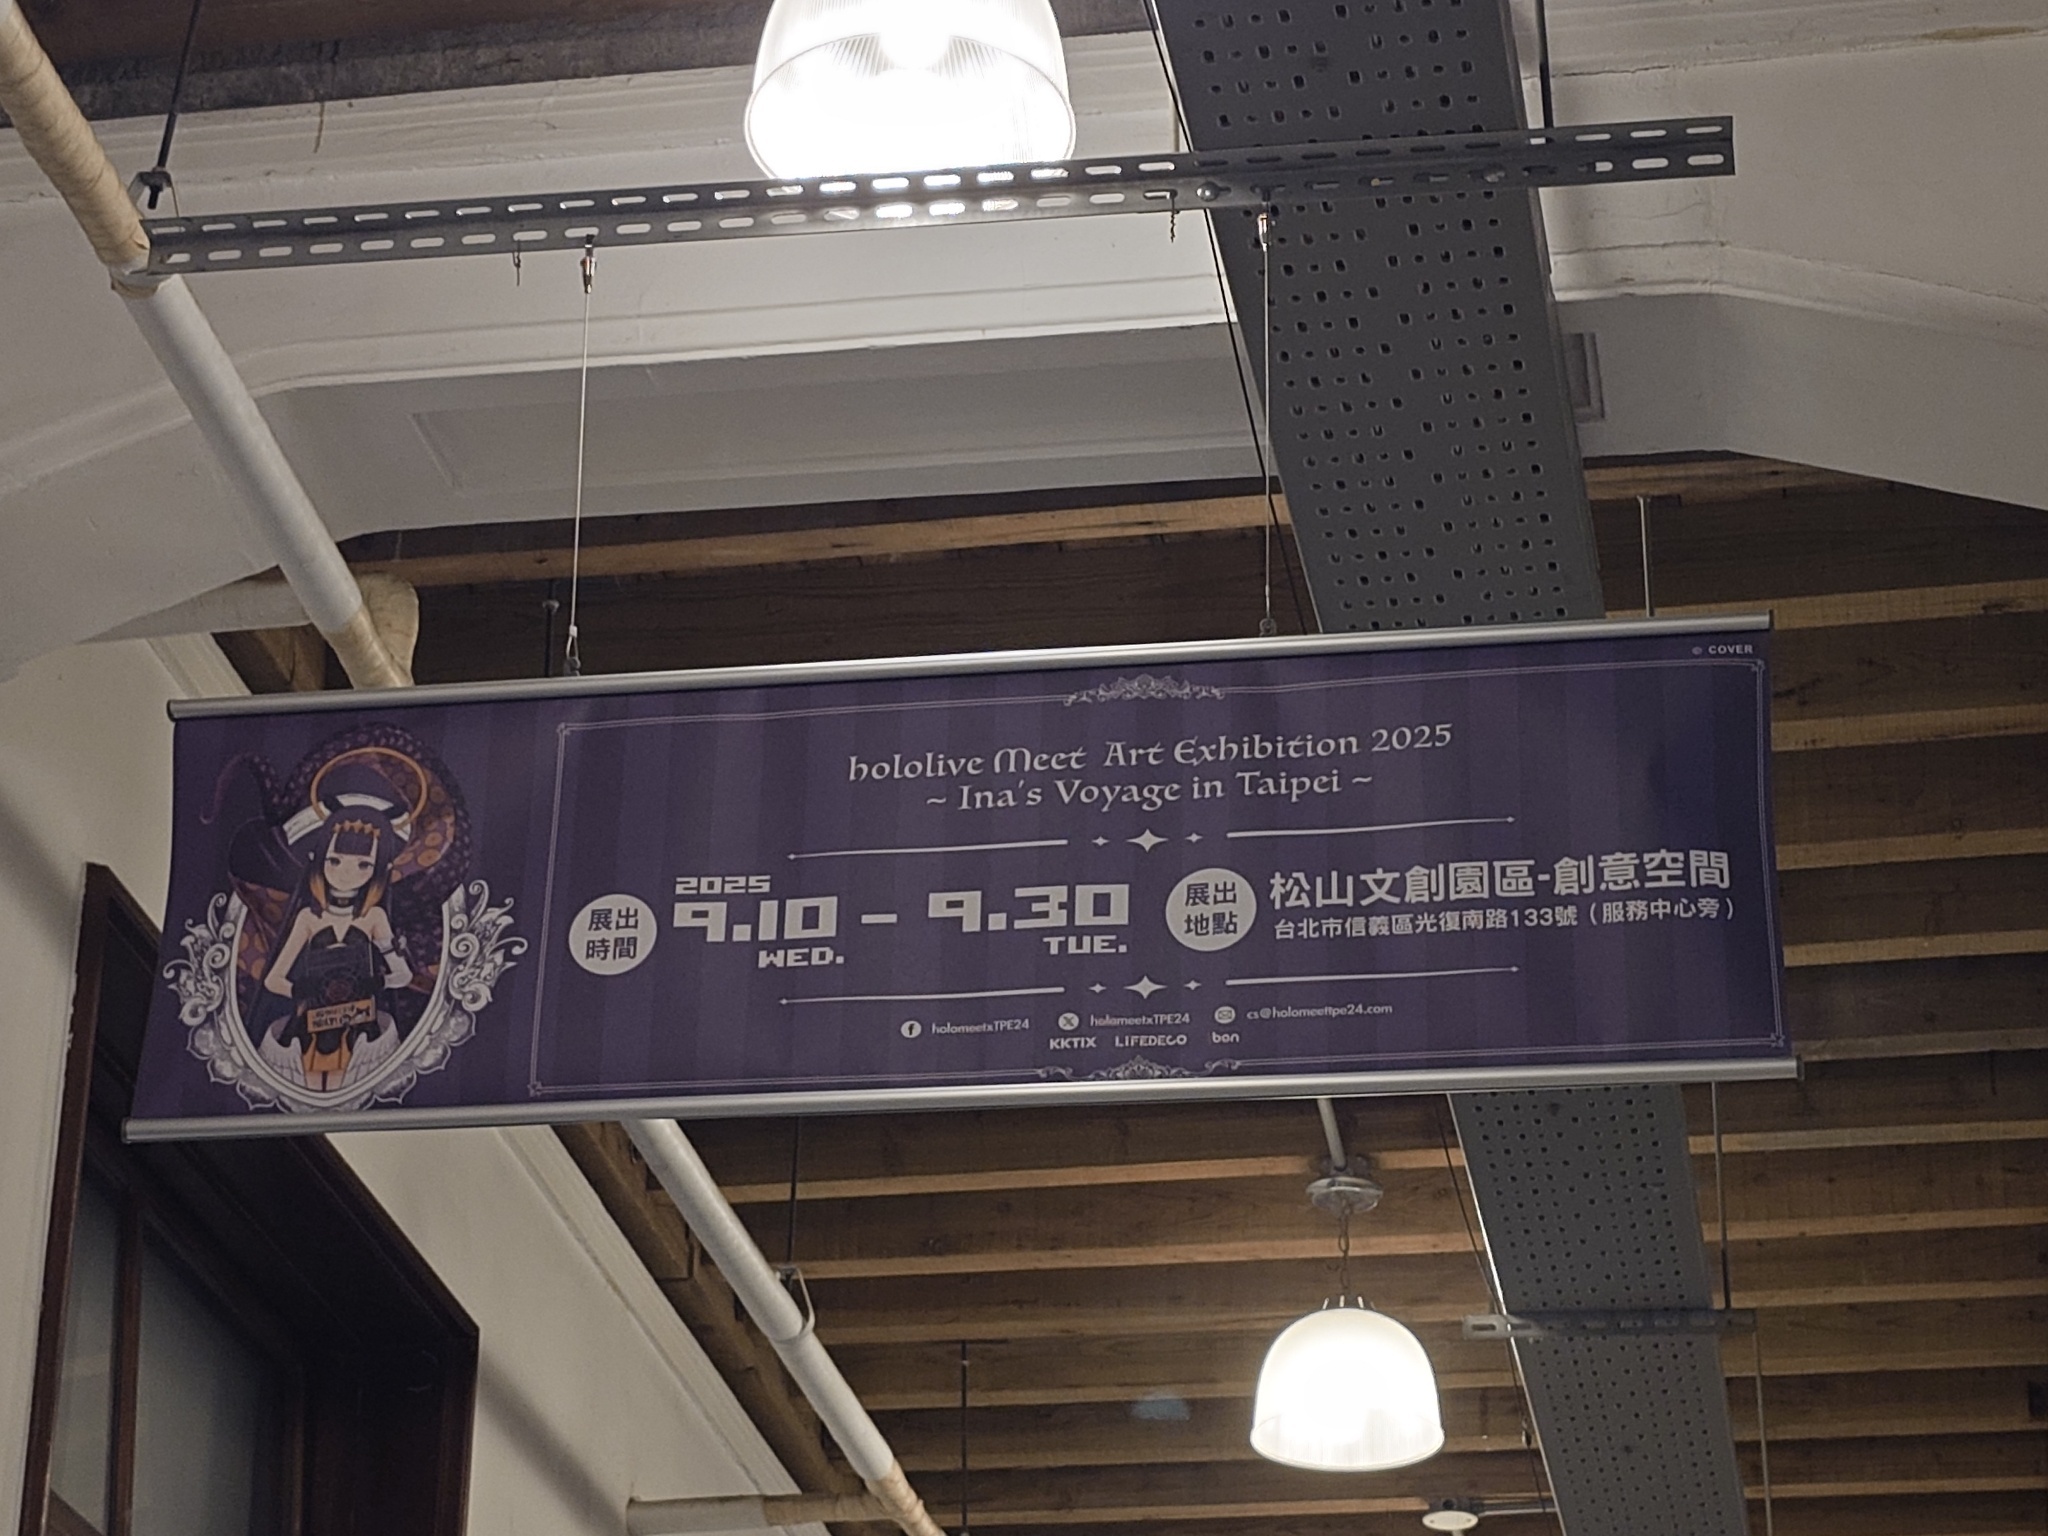 © COVER
hololive Meet Art Exhibition 2025
~ Ina's Voyage in Taipei ~
展出
時間
2025
9.10 - 9.30
WED.
TUE.
展出
地點
松山文創園區-創意空間
台北市信義區光復南路133號（服務中心旁）
holomeetxTPE24
holomeetxTPE24
cs@holomeettpe24.com
KKTIX LIFEDECO ban